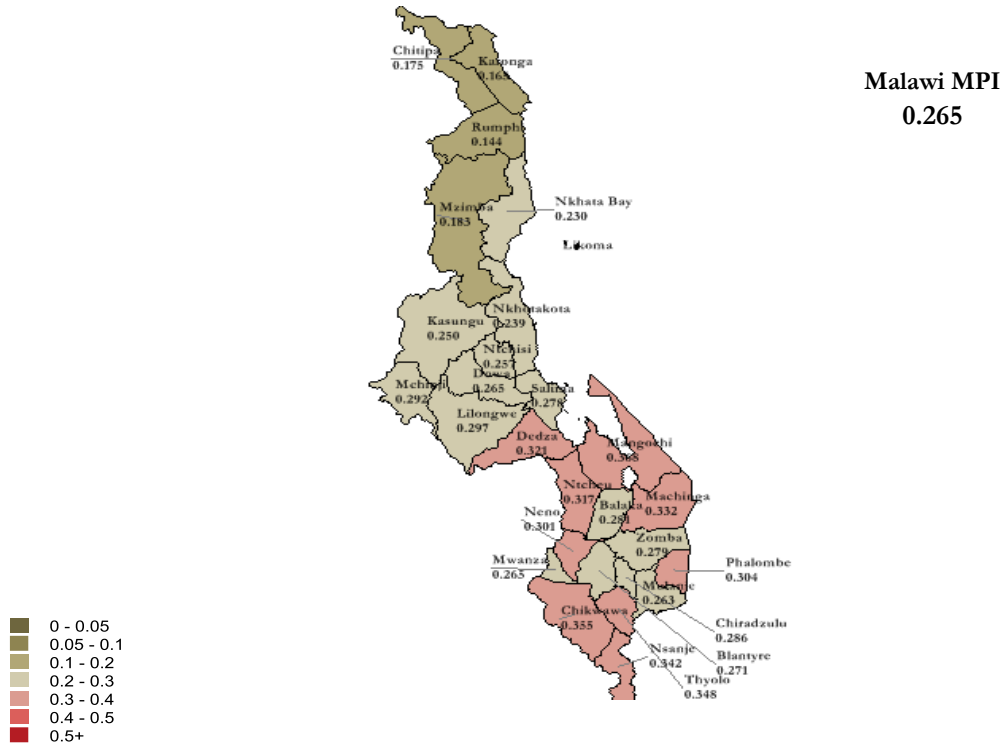 Malawi MPI
0.265
Chitipa
0.175
Karonga
Rumphi
0.144
Mzimba
0.183
Nkhata Bay
0.230
Likoma
Nkhotakota
0.239
Kasungu
0.250
Ntchisi
0.257
Dowa
0.265
Mchinji
0.292
Salima
0.278
Lilongwe
0.297
Dedza
0.321
Mangochi
0.368
Ntcheu
0.317
Machinga
0.332
Balaka
0.281
Neno
0.301
Zomba
0.279
Mwanza
0.265
Phalombe
0.304
Mulanje
0.263
Chikwawa
0.355
Chiradzulu
0.286
Nsanje
0.342
Blantyre
0.271
Thyolo
0.348
0 - 0.05
0.05 - 0.1
0.1 - 0.2
0.2 - 0.3
0.3 - 0.4
0.4 - 0.5
0.5+